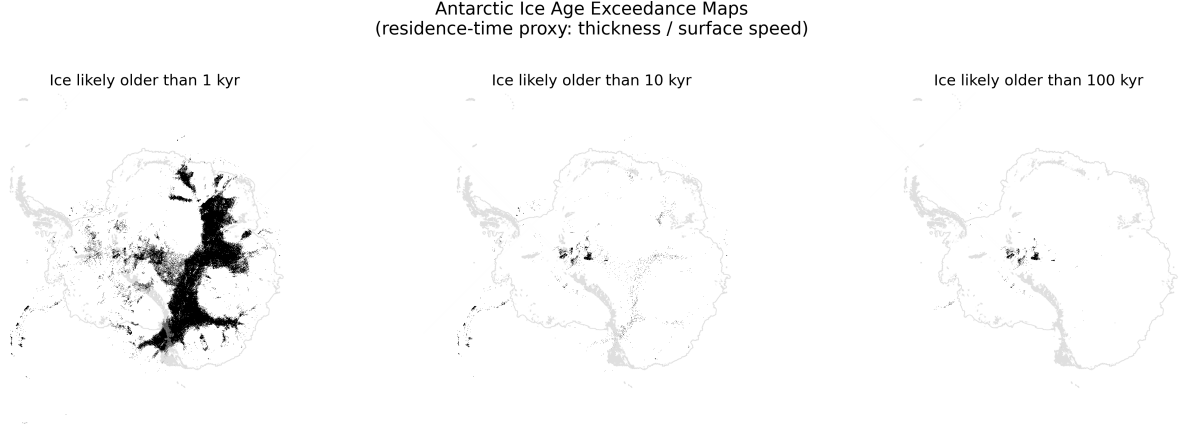 Antarctic Ice Age Exceedance Maps
(residence-time proxy: thickness / surface speed)
Ice likely older than 1 kyr
Ice likely older than 10 kyr
Ice likely older than 100 kyr